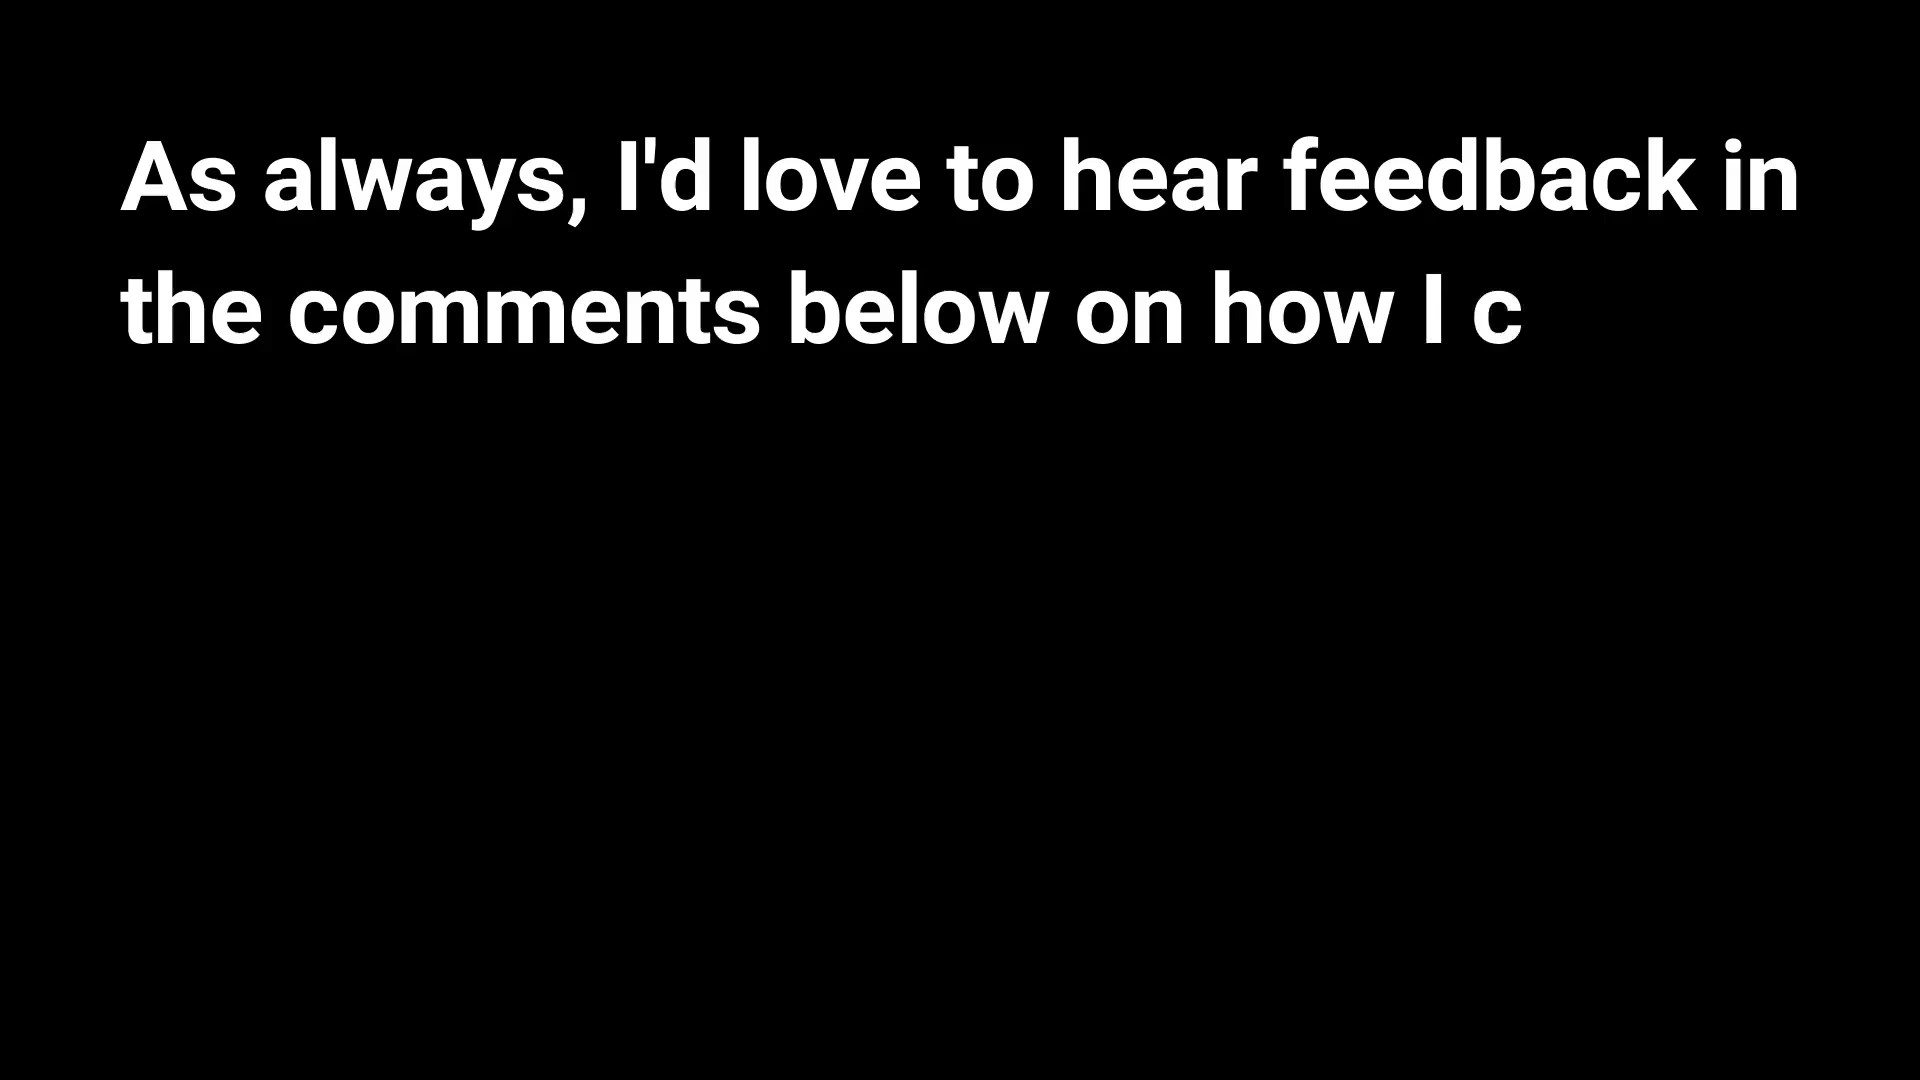 As always, I'd love to hear feedback in
the comments below on how I c